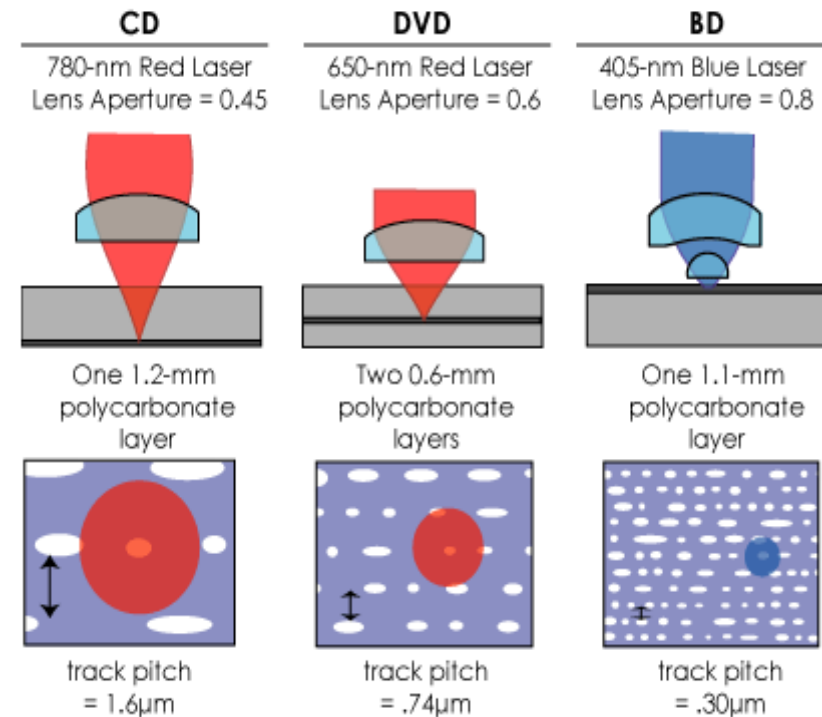 CD
780-nm Red Laser
Lens Aperture = 0.45
One 1.2-mm
polycarbonate
layer
track pitch
= 1.6µm
DVD
650-nm Red Laser
Lens Aperture = 0.6
Two 0.6-mm
polycarbonate
layers
track pitch
= .74µm
BD
405-nm Blue Laser
Lens Aperture = 0.8
One 1.1-mm
polycarbonate
layer
track pitch
= .30µm